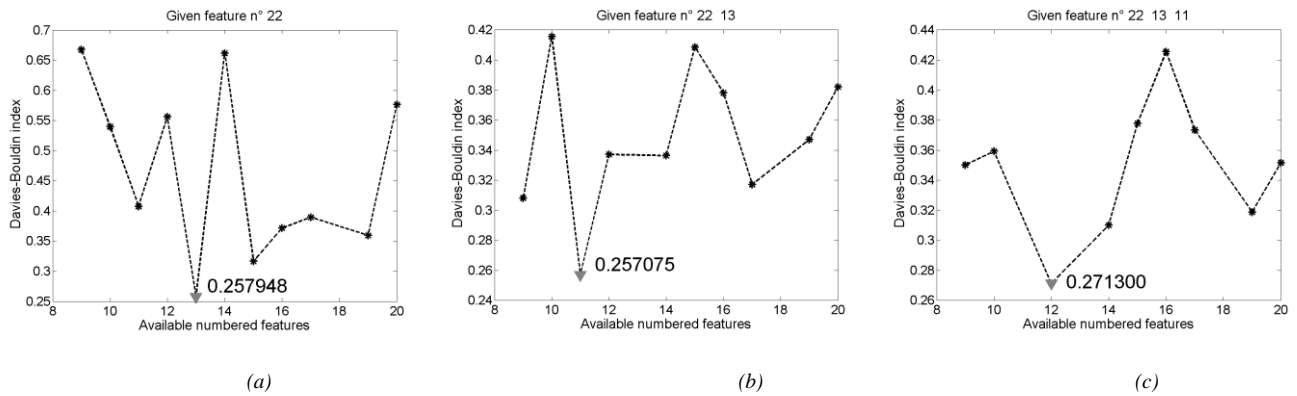 Given feature n° 22
Davies-Bouldin index
0.7
0.65
0.6
0.55
0.5
0.45
0.4
0.35
0.3
0.25
0.257948
8 10 12 14 16 18 20
Available numbered features
(a)
Given feature n° 22 13
Davies-Bouldin index
0.42
0.4
0.38
0.36
0.34
0.32
0.3
0.28
0.26
0.24
0.257075
8 10 12 14 16 18 20
Available numbered features
(b)
Given feature n° 22 13 11
Davies-Bouldin index
0.44
0.42
0.4
0.38
0.36
0.34
0.32
0.3
0.28
0.26
0.271300
8 10 12 14 16 18 20
Available numbered features
(c)